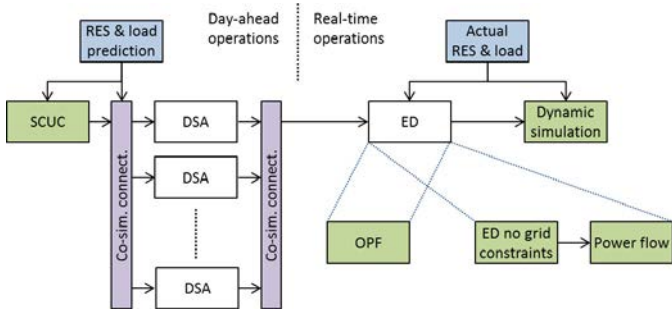 RES & load
prediction
Day-ahead
operations
Real-time
operations
Actual
RES & load
SCUC
Co-sim. connect.
DSA
DSA
DSA
Co-sim. connect.
ED
Dynamic
simulation
OPF
ED no grid
constraints
Power flow